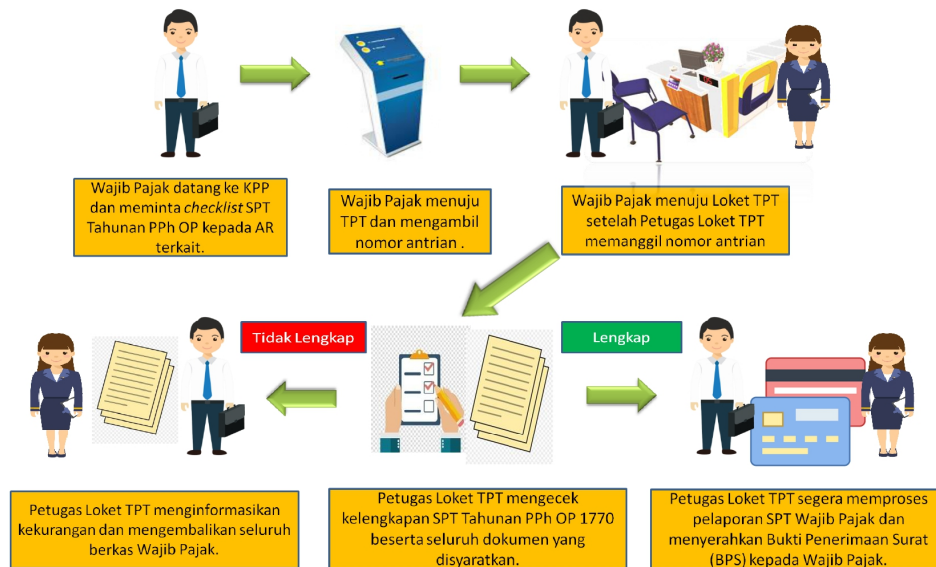 Wajib Pajak datang ke KPP
dan meminta checklist SPT
Tahunan PPh OP kepada AR
terkait.
Wajib Pajak menuju
TPT dan mengambil
nomor antrian .
Wajib Pajak menuju Loket TPT
setelah Petugas Loket TPT
memanggil nomor antrian
Tidak Lengkap
Lengkap
Petugas Loket TPT menginformasikan
kekurangan dan mengembalikan seluruh
berkas Wajib Pajak.
Petugas Loket TPT mengecek
kelengkapan SPT Tahunan PPh OP 1770
beserta seluruh dokumen yang
disyaratkan.
Petugas Loket TPT segera memproses
pelaporan SPT Wajib Pajak dan
menyerahkan Bukti Penerimaan Surat
(BPS) kepada Wajib Pajak.